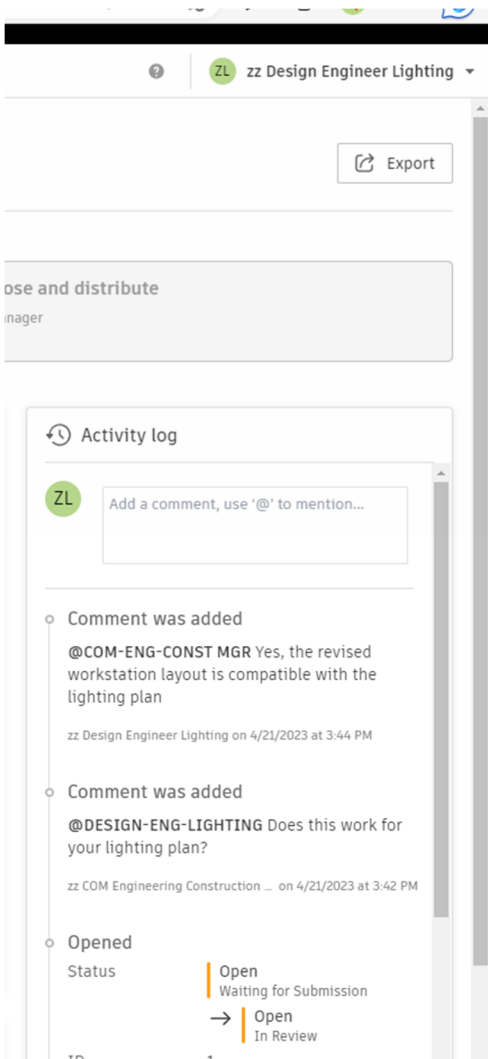 ZL zz Design Engineer Lighting
Export
ose and distribute
anager
Activity log
ZL
Add a comment, use '@' to mention...
Comment was added
@COM-ENG-CONST MGR Yes, the revised
workstation layout is compatible with the
lighting plan
zz Design Engineer Lighting on 4/21/2023 at 3:44 PM
Comment was added
@DESIGN-ENG-LIGHTING Does this work for
your lighting plan?
zz COM Engineering Construction ... on 4/21/2023 at 3:42 PM
Opened
Status Open
Waiting for Submission
→ Open
In Review